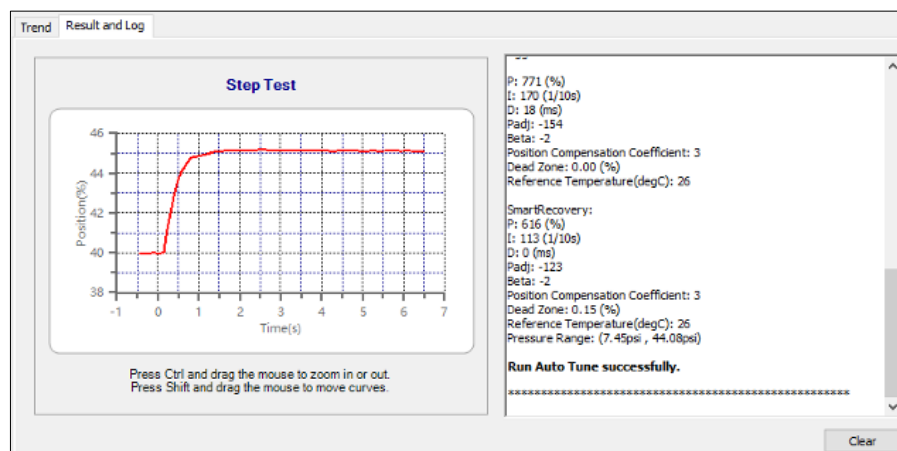 Trend
Result and Log
Step Test
46
44
42
40
38
Position(%)
-1
0
1
2
3
4
5
6
7
Time(s)
Press Ctrl and drag the mouse to zoom in or out.
Press Shift and drag the mouse to move curves.
P: 771 (%)
I: 170 (1/10s)
D: 18 (ms)
Padj: -154
Beta: -2
Position Compensation Coefficient: 3
Dead Zone: 0.00 (%)
Reference Temperature(degC): 26
SmartRecovery:
P: 616 (%)
I: 113 (1/10s)
D: 0 (ms)
Padj: -123
Beta: -2
Position Compensation Coefficient: 3
Dead Zone: 0.15 (%)
Reference Temperature(degC): 26
Pressure Range: (7.45psi , 44.08psi)
Run Auto Tune successfully.
****************************************************
Clear